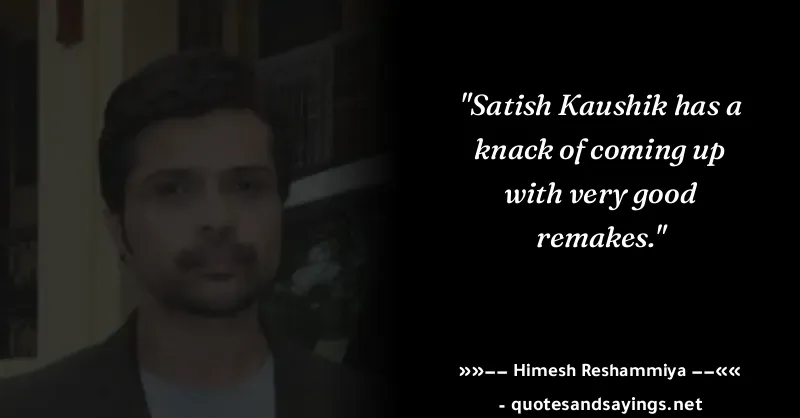 "Satish Kaushik has a
knack of coming up
with very good
remakes."
»»−− Himesh Reshammiya −−««
- quotesandsayings.net